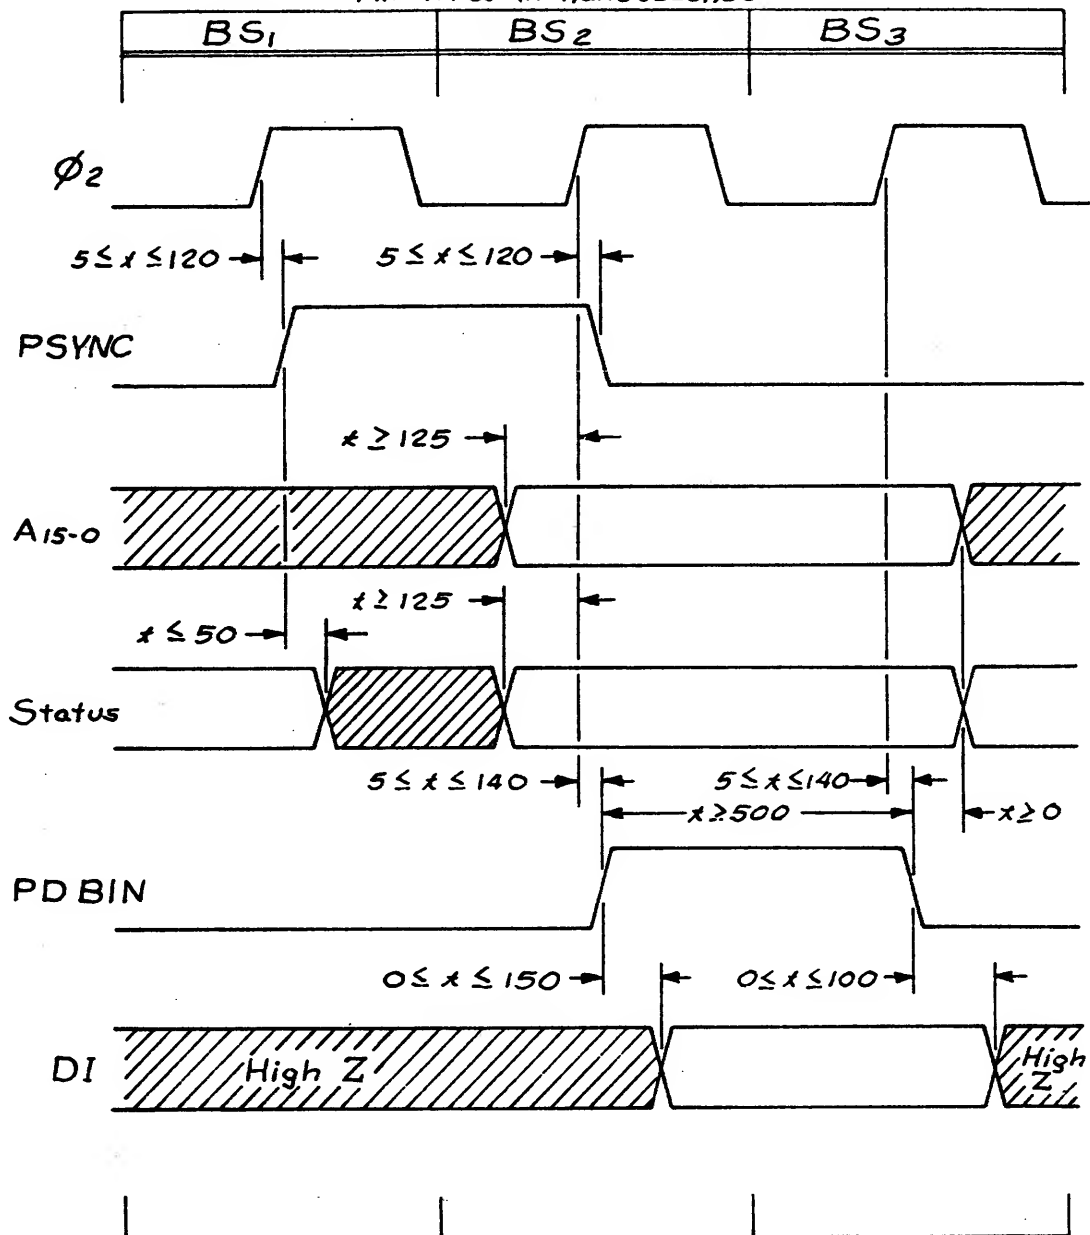 BS1 BS2 BS3
ϕ2
5 ≤ t ≤ 120 5 ≤ t ≤ 120
PSYNC
t ≥ 125
A15-0
t ≥ 125
t ≤ 50
Status
5 ≤ t ≤ 140 5 ≤ t ≤ 140
t ≥ 500 t ≥ 0
PDBIN
0 ≤ t ≤ 150 0 ≤ t ≤ 100
DI High Z High Z